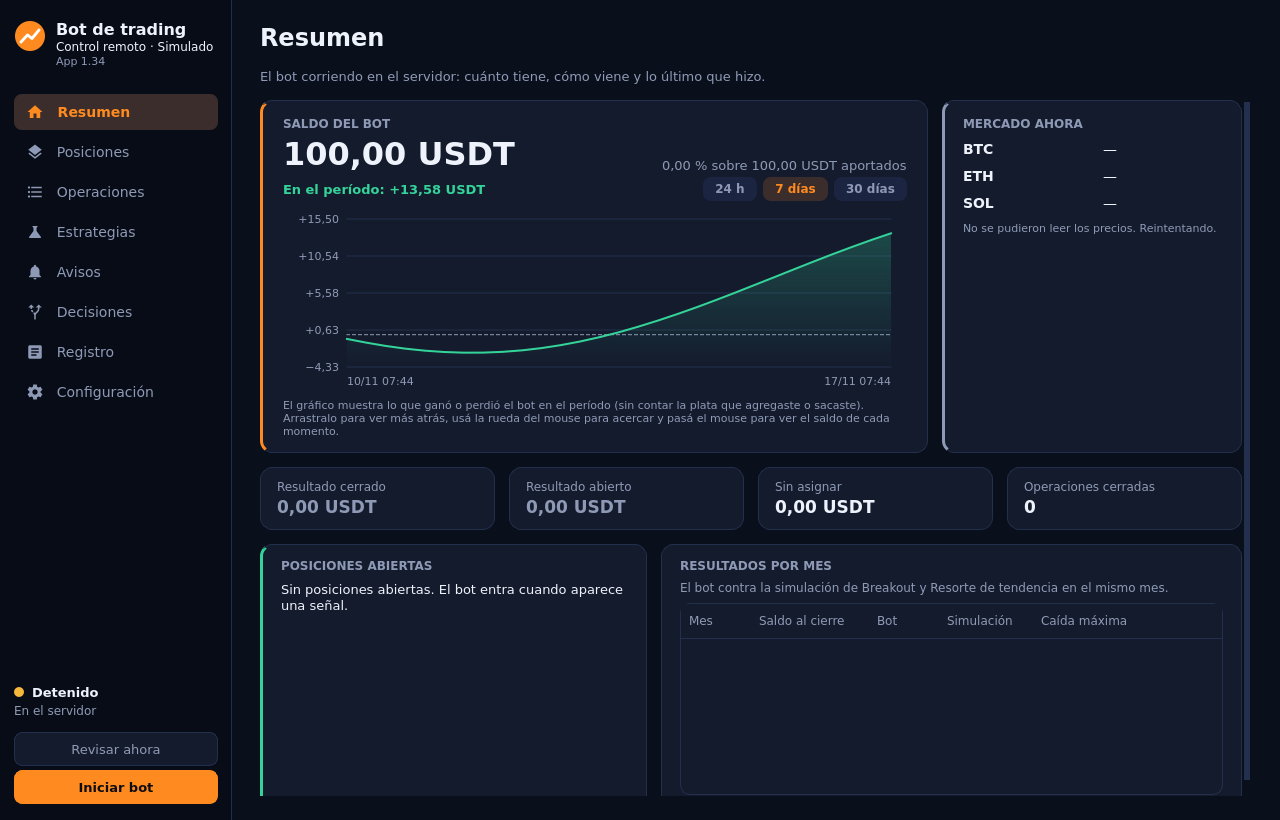 Bot de trading
Control remoto · Simulado
App 1.34
Resumen
Posiciones
Operaciones
Estrategias
Avisos
Decisiones
Registro
Configuración
Detenido
En el servidor
Revisar ahora
Iniciar bot
Resumen
El bot corriendo en el servidor: cuánto tiene, cómo viene y lo último que hizo.
SALDO DEL BOT
100,00 USDT
0,00 % sobre 100,00 USDT aportados
En el período: +13,58 USDT
24 h 7 días 30 días
+15,50
+10,54
+5,58
+0,63
−4,33
10/11 07:44 17/11 07:44
El gráfico muestra lo que ganó o perdió el bot en el período (sin contar la plata que agregaste o sacaste).
Arrastralo para ver más atrás, usá la rueda del mouse para acercar y pasá el mouse para ver el saldo de cada
momento.
MERCADO AHORA
BTC —
ETH —
SOL —
No se pudieron leer los precios. Reintentando.
Resultado cerrado
0,00 USDT
Resultado abierto
0,00 USDT
Sin asignar
0,00 USDT
Operaciones cerradas
0
POSICIONES ABIERTAS
Sin posiciones abiertas. El bot entra cuando aparece
una señal.
RESULTADOS POR MES
El bot contra la simulación de Breakout y Resorte de tendencia en el mismo mes.
Mes Saldo al cierre Bot Simulación Caída máxima